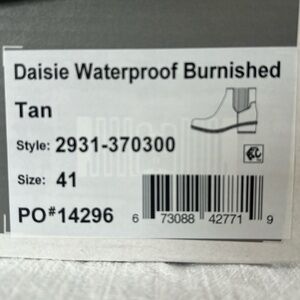 Daisie Waterproof Burnished
Tan
Style: 2931-370300
Size: 41
PO#14296
6 73088 42771 9